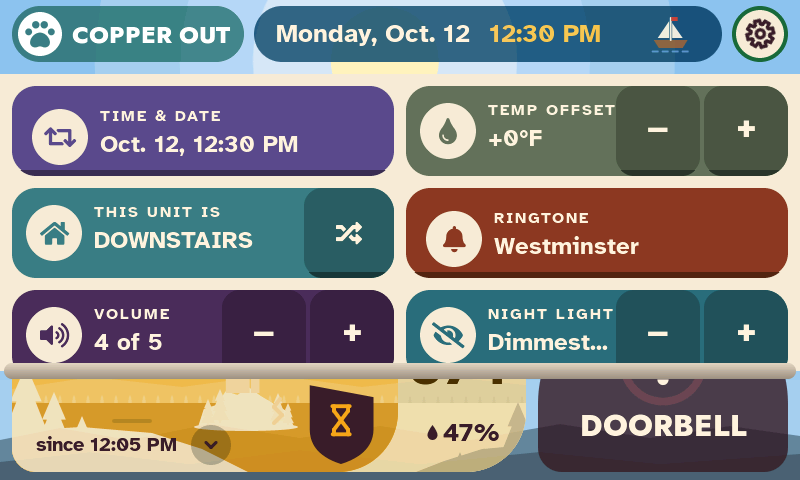 COPPER OUT
Monday, Oct. 12 12:30 PM
TIME & DATE
Oct. 12, 12:30 PM
TEMP OFFSET
+0°F
− +
THIS UNIT IS
DOWNSTAIRS
RINGTONE
Westminster
VOLUME
4 of 5
− +
NIGHT LIGHT
Dimmest...
− +
since 12:05 PM
47%
DOORBELL